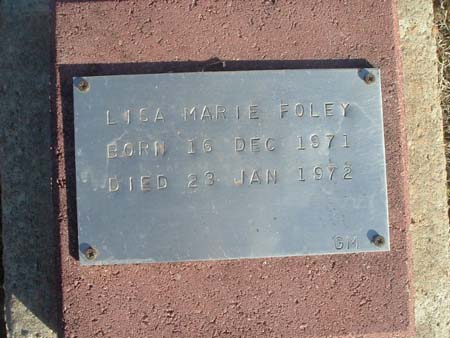 LISA MARIE FOLEY
BORN 16 DEC 1971
DIED 23 JAN 1972
GM